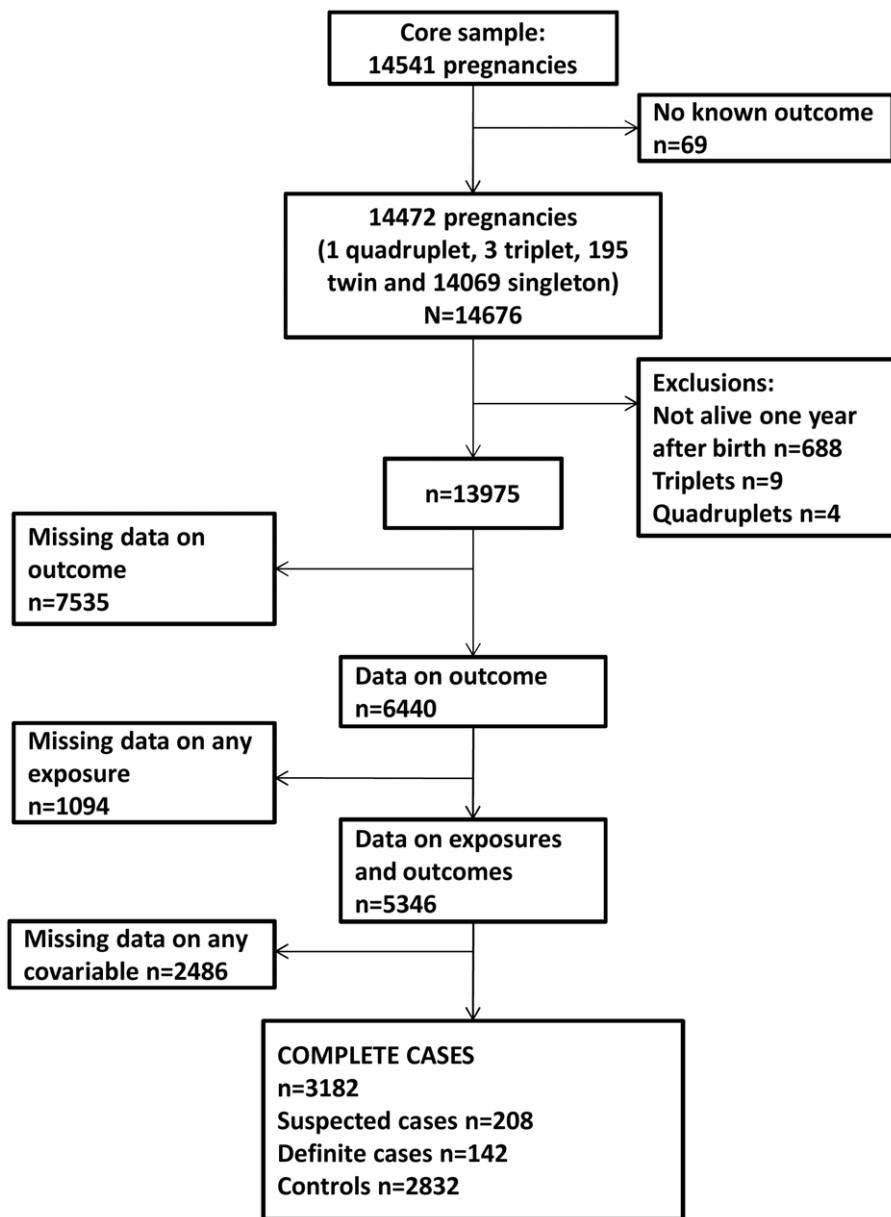 Core sample:
14541 pregnancies
No known outcome
n=69
14472 pregnancies
(1 quadruplet, 3 triplet, 195
twin and 14069 singleton)
N=14676
Exclusions:
Not alive one year
after birth n=688
Triplets n=9
Quadruplets n=4
n=13975
Missing data on
outcome
n=7535
Data on outcome
n=6440
Missing data on any
exposure
n=1094
Data on exposures
and outcomes
n=5346
Missing data on any
covariable n=2486
COMPLETE CASES
n=3182
Suspected cases n=208
Definite cases n=142
Controls n=2832